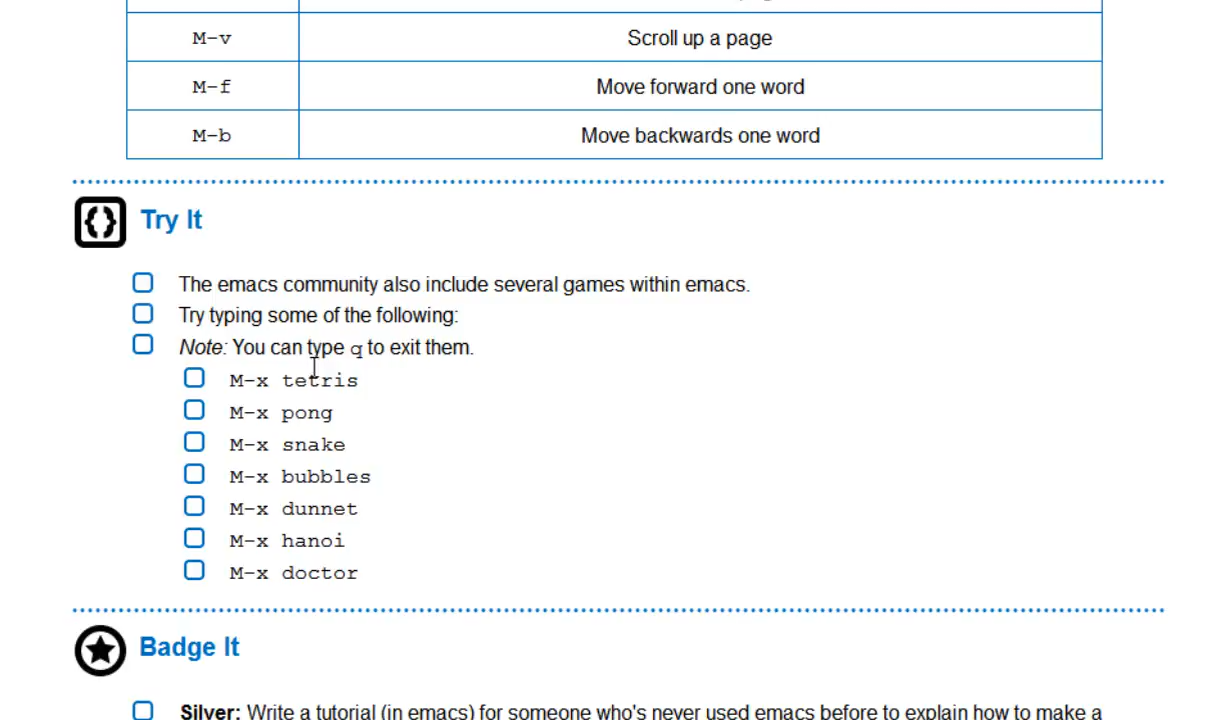 M-v Scroll up a page
M-f Move forward one word
M-b Move backwards one word
{} Try It
The emacs community also include several games within emacs.
Try typing some of the following:
Note: You can type q to exit them.
M-x tetris
M-x pong
M-x snake
M-x bubbles
M-x dunnet
M-x hanoi
M-x doctor
Badge It
Silver: Write a tutorial (in emacs) for someone who's never used emacs before to explain how to make a